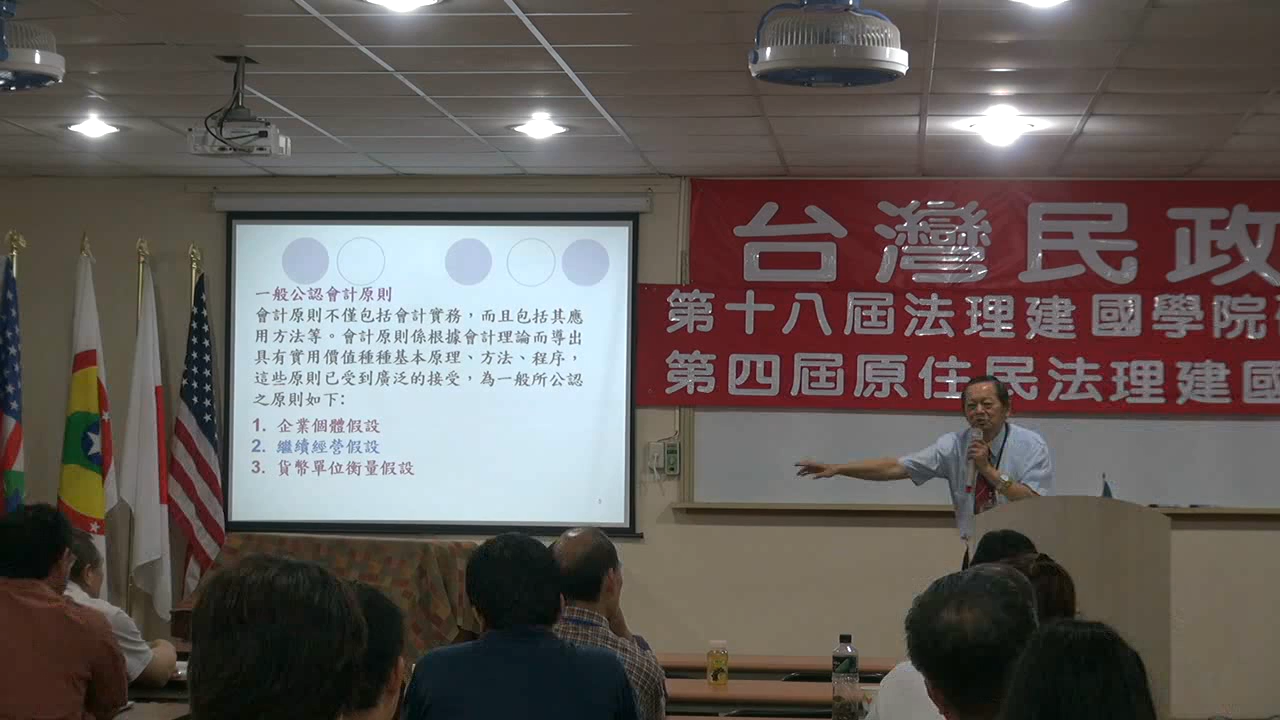 一般公認會計原則
會計原則不僅包括會計實務，而且包括其應
用方法等。會計原則係根據會計理論而導出
具有實用價值種種基本原理、方法、程序，
這些原則已受到廣泛的接受，為一般所公認
之原則如下:
1. 企業個體假設
2. 繼續經營假設
3. 貨幣單位衡量假設
台灣民政
第十八屆法理建國學院
第四屆原住民法理建國